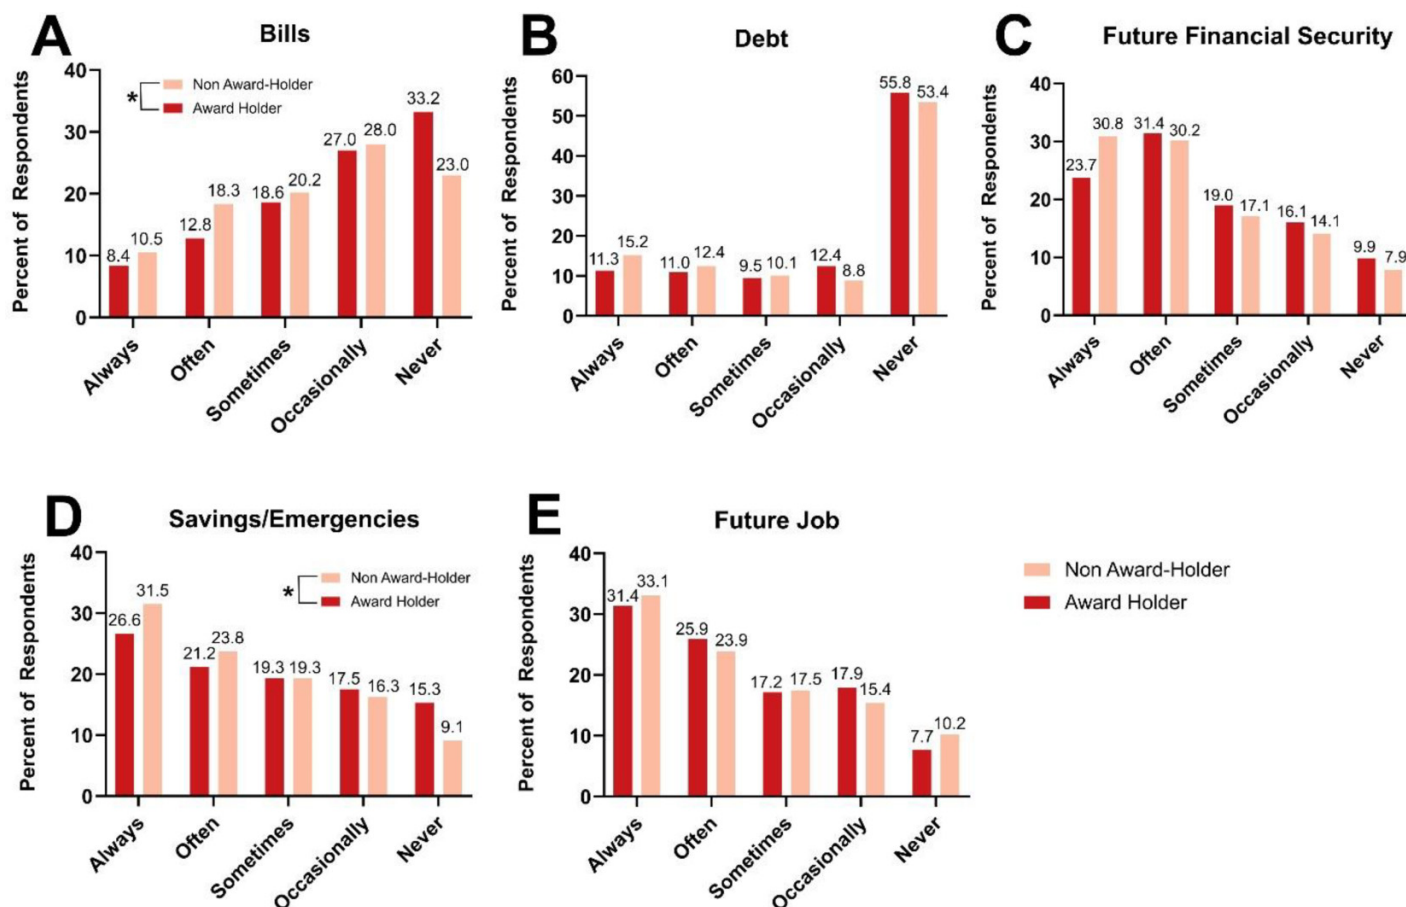 A
Bills
Percent of Respondents
40
30
20
10
0
*
Non Award-Holder
Award Holder
8.4
10.5
12.8
18.3
18.6
20.2
27.0
28.0
33.2
23.0
Always
Often
Sometimes
Occasionally
Never
B
Debt
Percent of Respondents
60
50
40
30
20
10
0
11.3
15.2
11.0
12.4
9.5
10.1
12.4
8.8
55.8
53.4
Always
Often
Sometimes
Occasionally
Never
C
Future Financial Security
Percent of Respondents
40
30
20
10
0
23.7
30.8
31.4
30.2
19.0
17.1
16.1
14.1
9.9
7.9
Always
Often
Sometimes
Occasionally
Never
D
Savings/Emergencies
Percent of Respondents
40
30
20
10
0
*
Non Award-Holder
Award Holder
26.6
31.5
21.2
23.8
19.3
19.3
17.5
16.3
15.3
9.1
Always
Often
Sometimes
Occasionally
Never
E
Future Job
Percent of Respondents
40
30
20
10
0
31.4
33.1
25.9
23.9
17.2
17.5
17.9
15.4
7.7
10.2
Always
Often
Sometimes
Occasionally
Never
Non Award-Holder
Award Holder